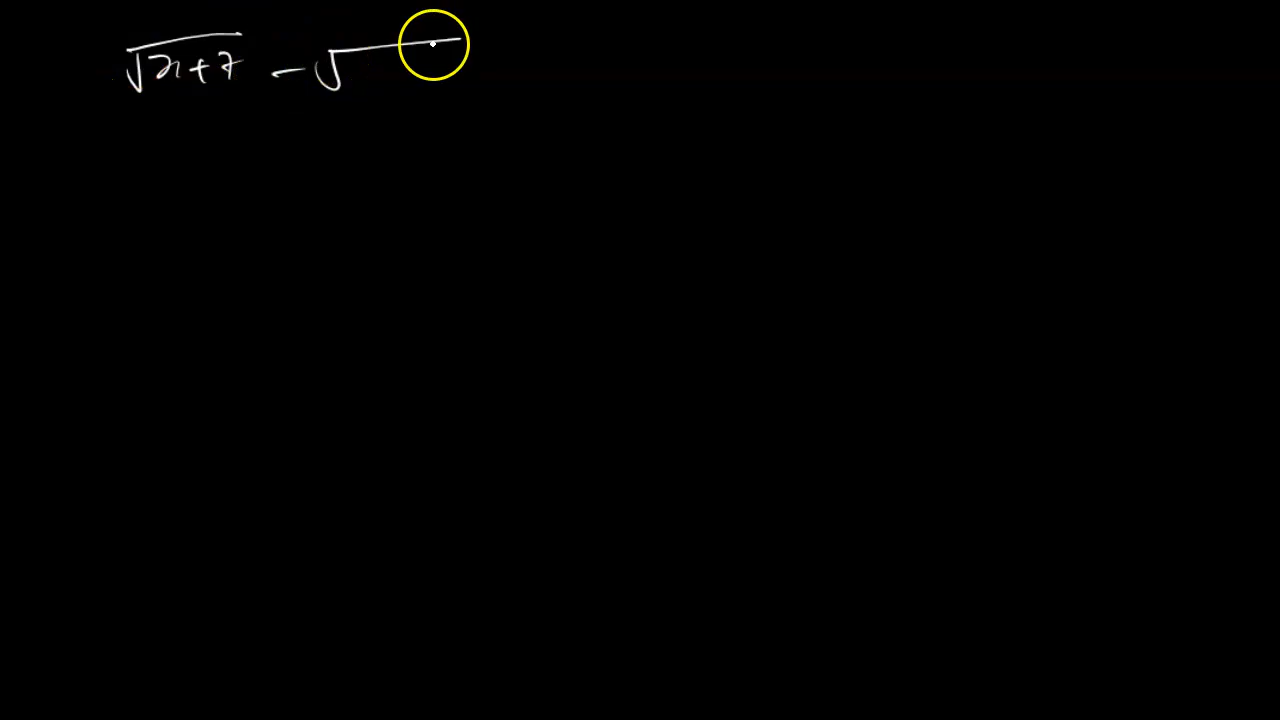 √(x+7) - √